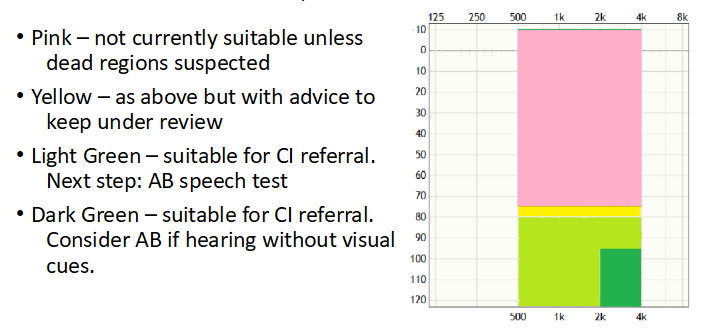 • Pink – not currently suitable unless
dead regions suspected
• Yellow – as above but with advice to
keep under review
• Light Green – suitable for CI referral.
Next step: AB speech test
• Dark Green – suitable for CI referral.
Consider AB if hearing without visual
cues.
125 250 500 1k 2k 4k 8k
-10
0
10
20
30
40
50
60
70
80
90
100
110
120
500 1k 2k 4k